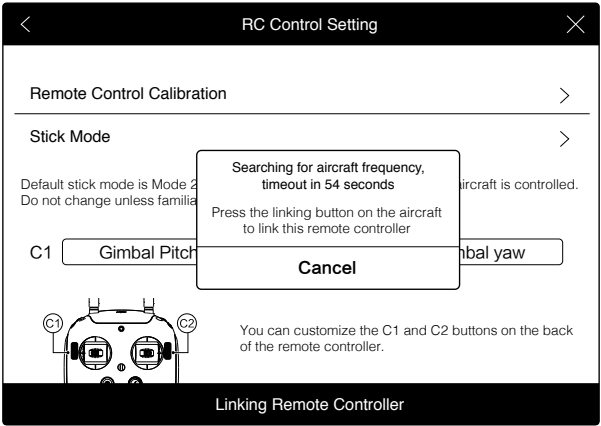 RC Control Setting
Remote Control Calibration
Stick Mode
Searching for aircraft frequency,
timeout in 54 seconds
Default stick mode is Mode 2
aircraft is controlled.
Do not change unless
Press the linking button on the aircraft
to link this remote controller
C1
Gimbal Pitch
yaw
Cancel
C1
C2
You can customize the C1 and C2 buttons on the back
of the remote controller.
Linking Remote Controller